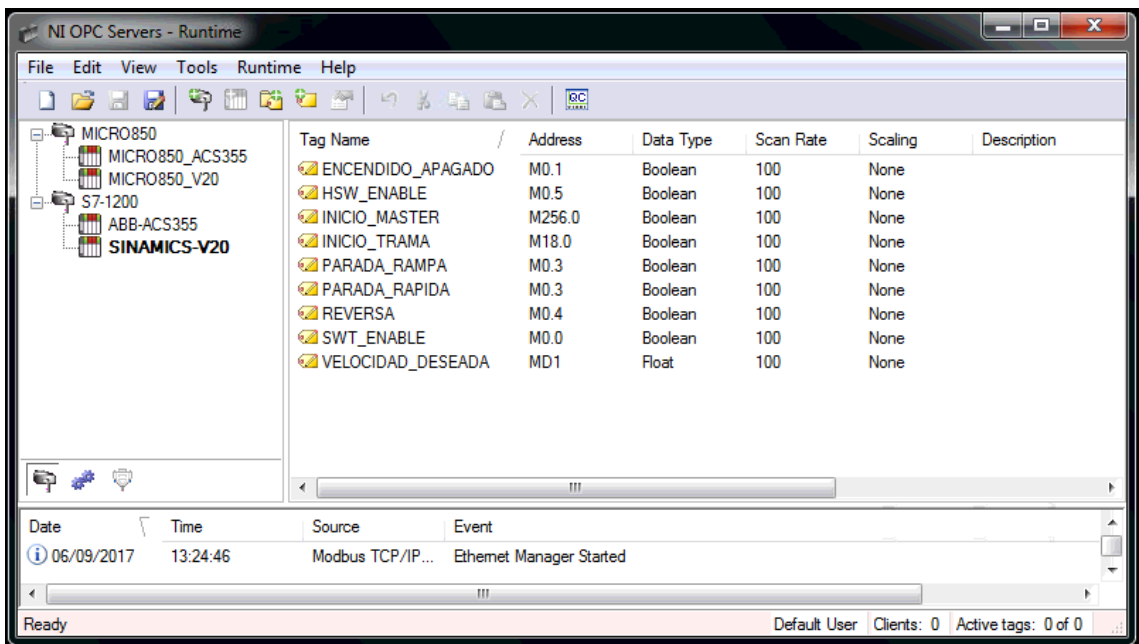 NI OPC Servers - Runtime
File Edit View Tools Runtime Help
MICRO850
MICRO850_ACS355
MICRO850_V20
S7-1200
ABB-ACS355
SINAMICS-V20
Tag Name Address Data Type Scan Rate Scaling Description
ENCENDIDO_APAGADO M0.1 Boolean 100 None
HSW_ENABLE M0.5 Boolean 100 None
INICIO_MASTER M256.0 Boolean 100 None
INICIO_TRAMA M18.0 Boolean 100 None
PARADA_RAMPA M0.3 Boolean 100 None
PARADA_RAPIDA M0.3 Boolean 100 None
REVERSA M0.4 Boolean 100 None
SWT_ENABLE M0.0 Boolean 100 None
VELOCIDAD_DESEADA MD1 Float 100 None
Date Time Source Event
06/09/2017 13:24:46 Modbus TCP/IP... Ethernet Manager Started
Ready Default User Clients: 0 Active tags: 0 of 0